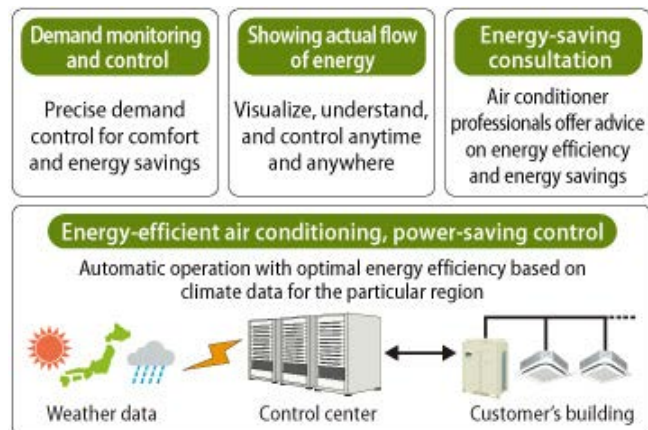 Demand monitoring
and control
Precise demand
control for comfort
and energy savings
Showing actual flow
of energy
Visualize, understand,
and control anytime
and anywhere
Energy-saving
consultation
Air conditioner
professionals offer advice
on energy efficiency
and energy savings
Energy-efficient air conditioning, power-saving control
Automatic operation with optimal energy efficiency based on
climate data for the particular region
Weather data
Control center
Customer's building